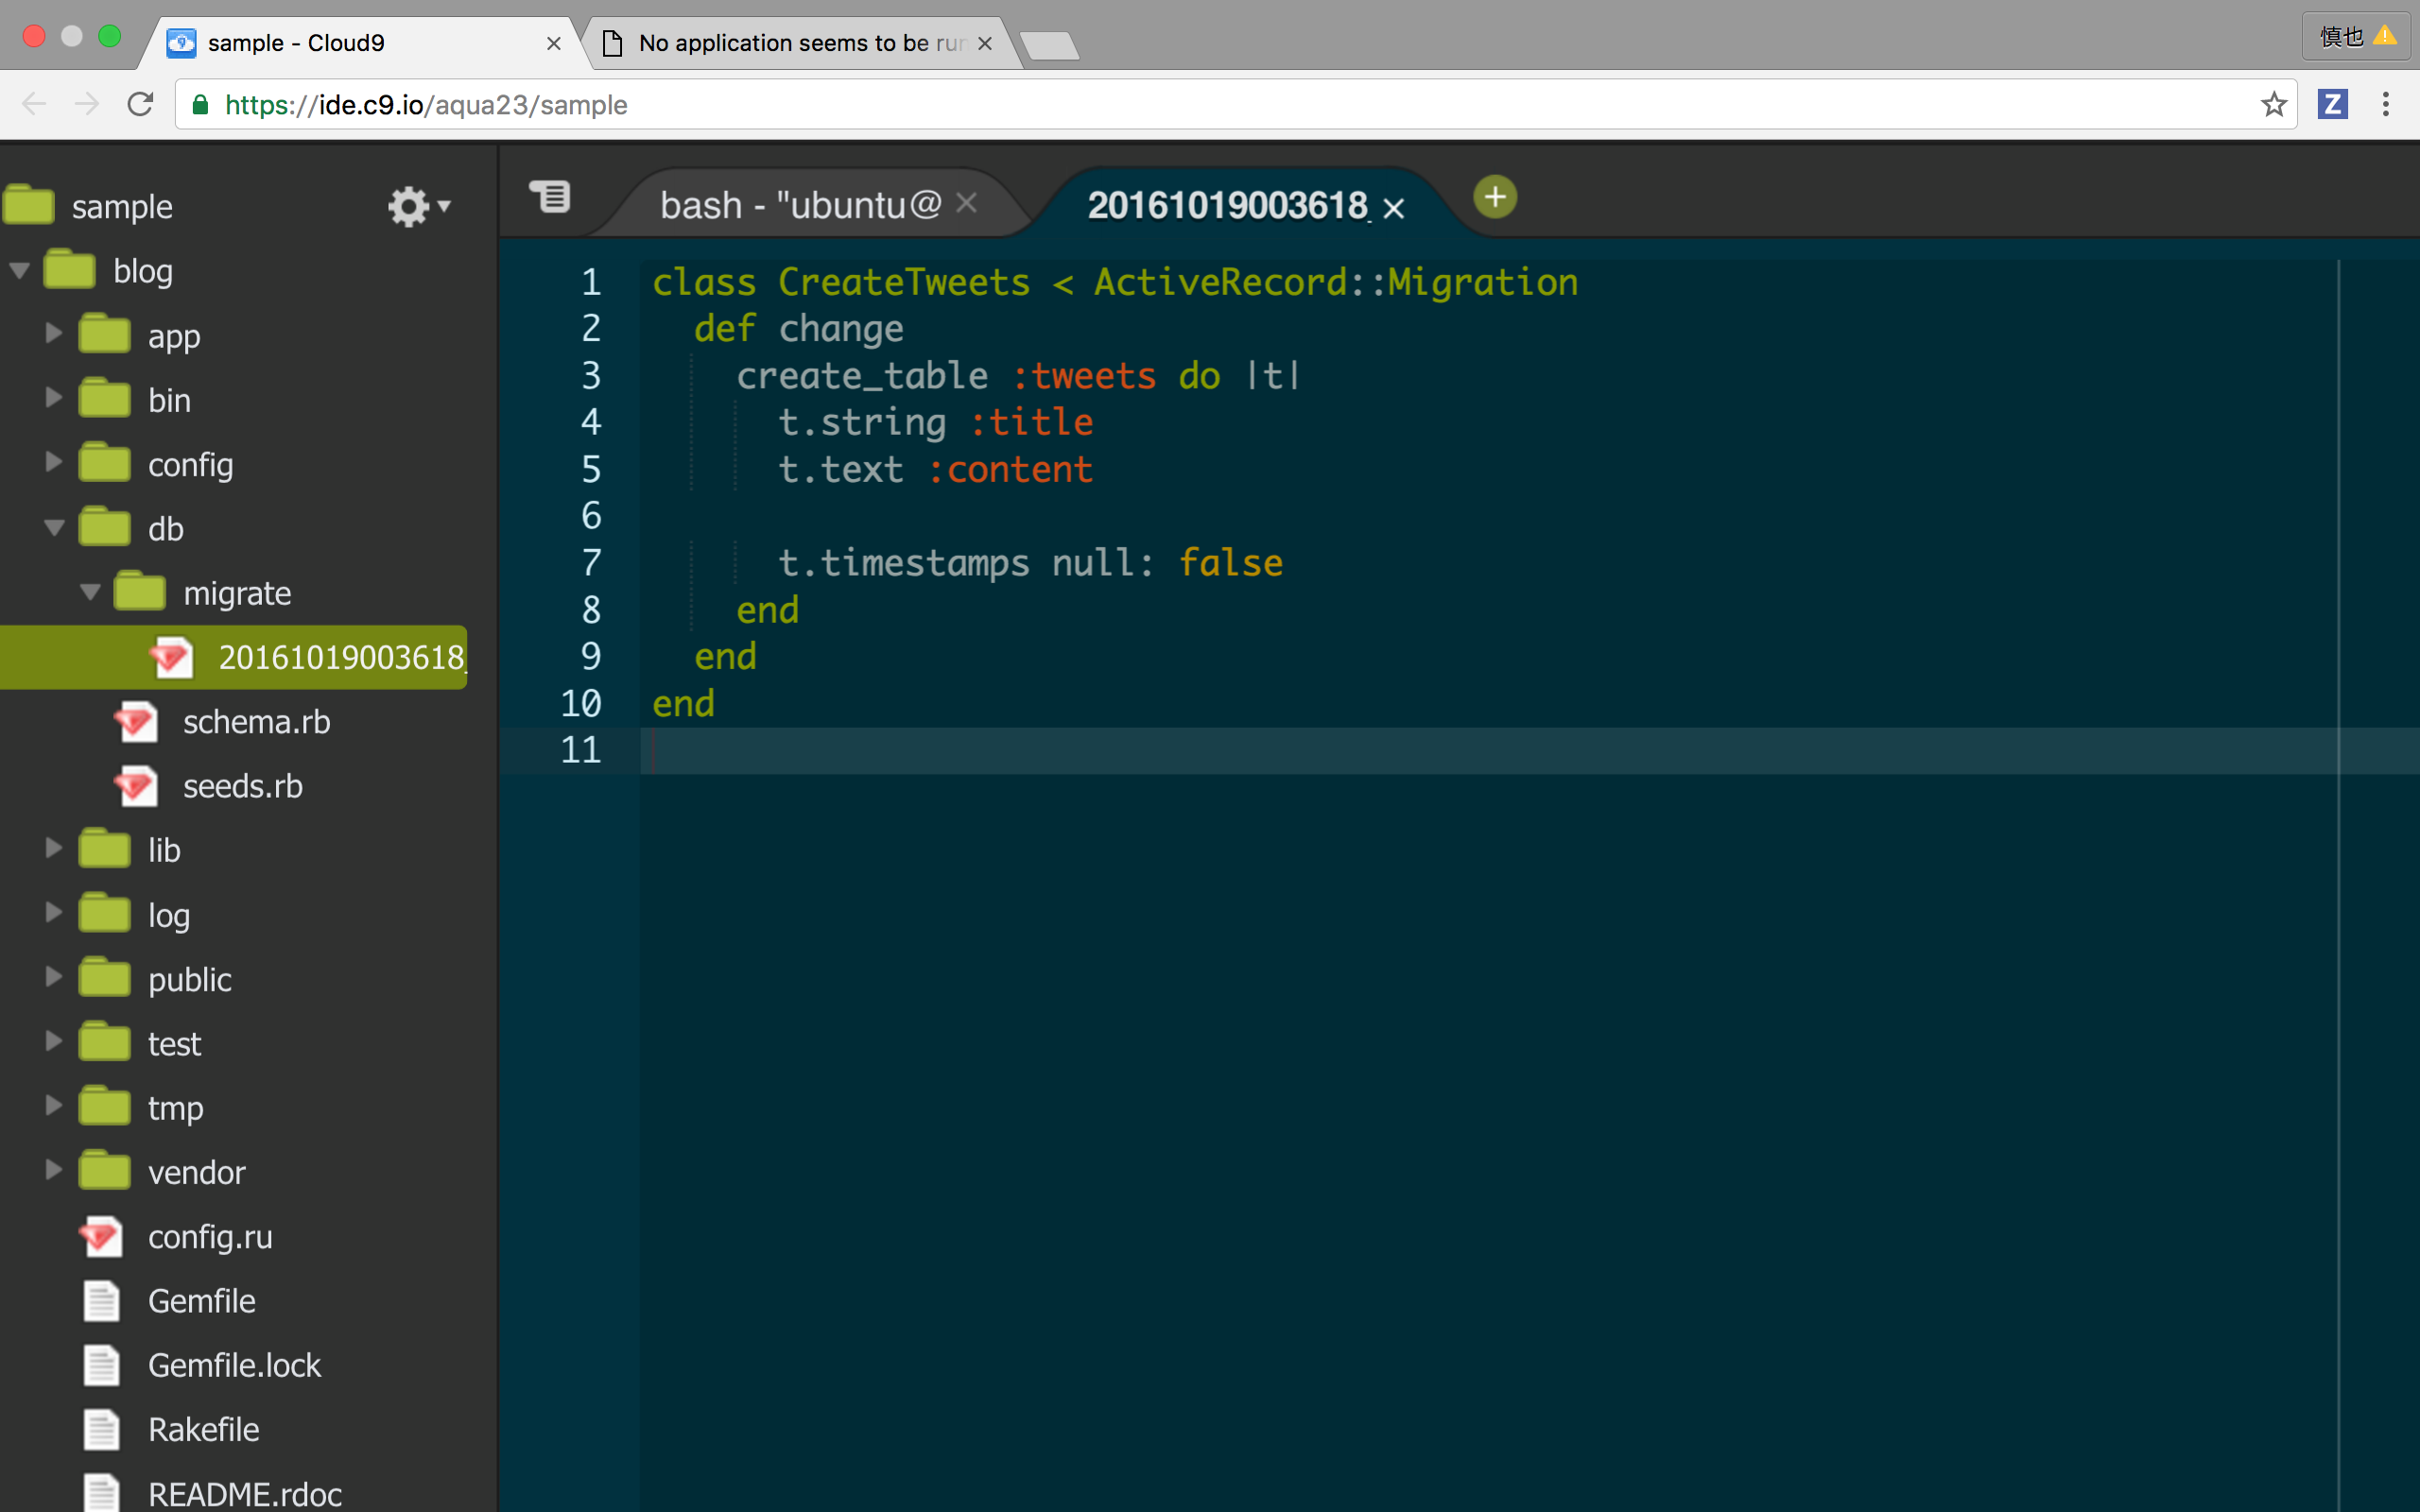 sample - Cloud9
No application seems to be run
慎也
https://ide.c9.io/aqua23/sample
Z
sample
blog
app
bin
config
db
migrate
20161019003618_
schema.rb
seeds.rb
lib
log
public
test
tmp
vendor
config.ru
Gemfile
Gemfile.lock
Rakefile
README.rdoc
bash - "ubuntu@
20161019003618_
1 class CreateTweets < ActiveRecord::Migration
2 def change
3 create_table :tweets do |t|
4 t.string :title
5 t.text :content
6
7 t.timestamps null: false
8 end
9 end
10 end
11